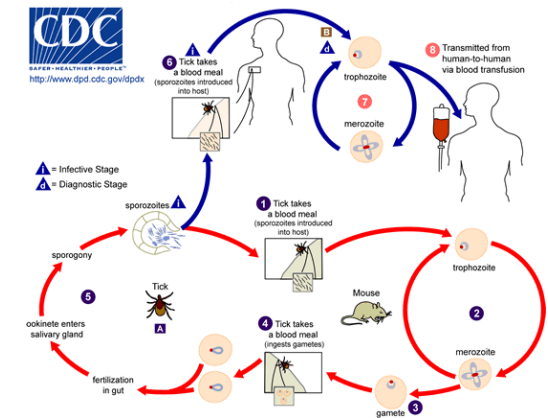 CDC
SAFER • HEALTHIER • PEOPLE™
http://www.dpd.cdc.gov/dpdx
i
6 Tick takes
a blood meal
(sporozoites introduced
into host)
B
d
trophozoite
8 Transmitted from
human-to-human
via blood transfusion
7
merozoite
i = Infective Stage
d = Diagnostic Stage
sporozoites i
1 Tick takes
a blood meal
(sporozoites introduced
into host)
sporogony
trophozoite
5
Tick
A
Mouse
2
ookinete enters
salivary gland
4 Tick takes
a blood meal
(ingests gametes)
merozoite
fertilization
in gut
gamete
3